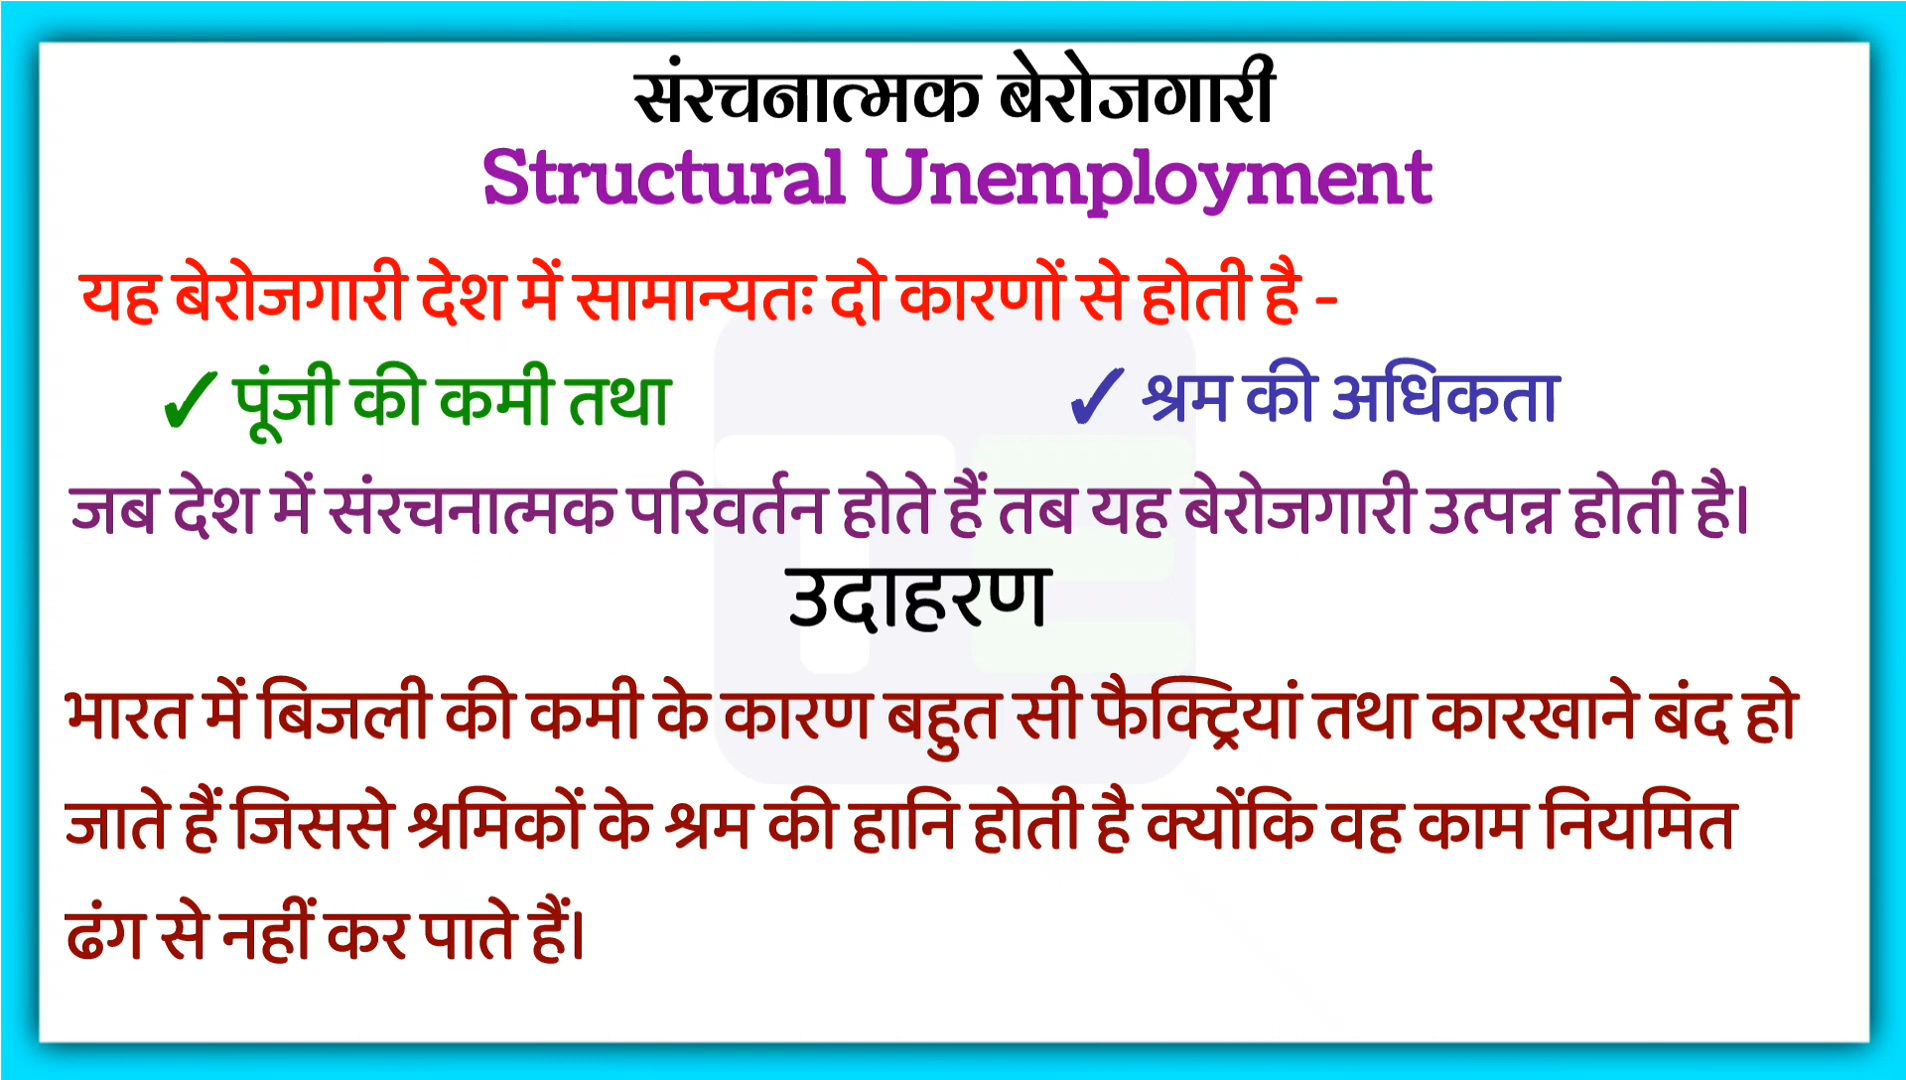 संरचनात्मक बेरोजगारी
Structural Unemployment
यह बेरोजगारी देश में सामान्यतः दो कारणों से होती है -
✓ पूंजी की कमी तथा ✓ श्रम की अधिकता
जब देश में संरचनात्मक परिवर्तन होते हैं तब यह बेरोजगारी उत्पन्न होती है।
उदाहरण
भारत में बिजली की कमी के कारण बहुत सी फैक्ट्रियां तथा कारखाने बंद हो
जाते हैं जिससे श्रमिकों के श्रम की हानि होती है क्योंकि वह काम नियमित
ढंग से नहीं कर पाते हैं।